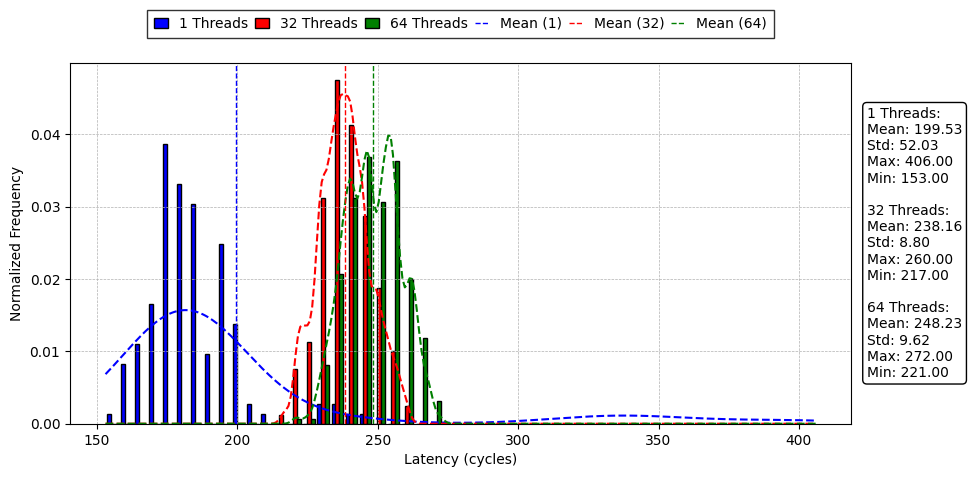 1 Threads 32 Threads 64 Threads Mean (1) Mean (32) Mean (64)
Normalized Frequency
0.04
0.03
0.02
0.01
0.00
150 200 250 300 350 400
Latency (cycles)
1 Threads:
Mean: 199.53
Std: 52.03
Max: 406.00
Min: 153.00
32 Threads:
Mean: 238.16
Std: 8.80
Max: 260.00
Min: 217.00
64 Threads:
Mean: 248.23
Std: 9.62
Max: 272.00
Min: 221.00